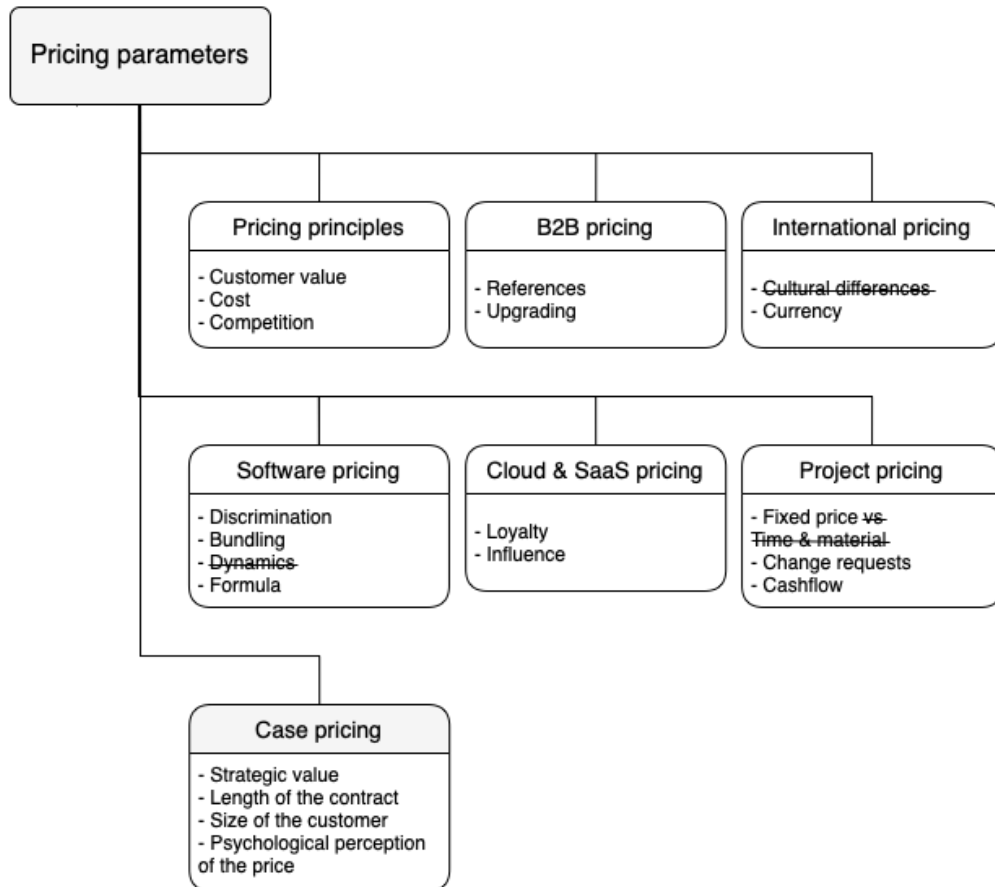 Pricing parameters
Pricing principles
- Customer value
- Cost
- Competition
B2B pricing
- References
- Upgrading
International pricing
- Cultural differences
- Currency
Software pricing
- Discrimination
- Bundling
- Dynamics
- Formula
Cloud & SaaS pricing
- Loyalty
- Influence
Project pricing
- Fixed price vs
Time & material
- Change requests
- Cashflow
Case pricing
- Strategic value
- Length of the contract
- Size of the customer
- Psychological perception
of the price